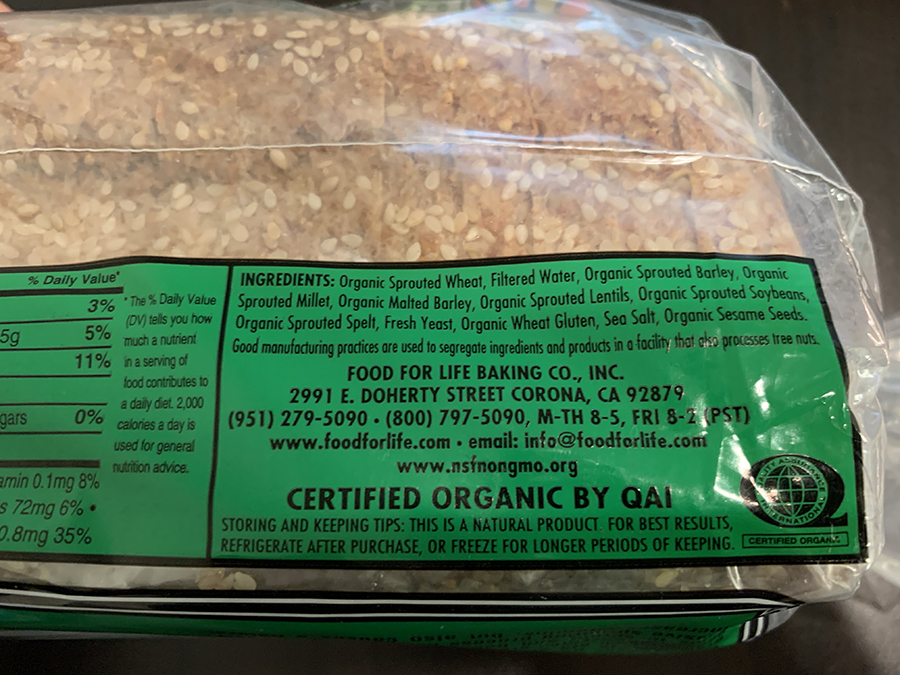 % Daily Value*
3%
5g 5%
11%
gars 0%
amin 0.1mg 8%
s 72mg 6% •
0.8mg 35%
* The % Daily Value
(DV) tells you how
much a nutrient
in a serving of
food contributes to
a daily diet. 2,000
calories a day is
used for general
nutrition advice.
INGREDIENTS: Organic Sprouted Wheat, Filtered Water, Organic Sprouted Barley, Organic
Sprouted Millet, Organic Malted Barley, Organic Sprouted Lentils, Organic Sprouted Soybeans,
Organic Sprouted Spelt, Fresh Yeast, Organic Wheat Gluten, Sea Salt, Organic Sesame Seeds.
Good manufacturing practices are used to segregate ingredients and products in a facility that also processes tree nuts.
FOOD FOR LIFE BAKING CO., INC.
2991 E. DOHERTY STREET CORONA, CA 92879
(951) 279-5090 • (800) 797-5090, M-TH 8-5, FRI 8-2 (PST)
www.foodforlife.com • email: info@foodforlife.com
www.nsfnongmo.org
CERTIFIED ORGANIC BY QAI
STORING AND KEEPING TIPS: THIS IS A NATURAL PRODUCT. FOR BEST RESULTS,
REFRIGERATE AFTER PURCHASE, OR FREEZE FOR LONGER PERIODS OF KEEPING.
QUALITY ASSURANCE
INTERNATIONAL
CERTIFIED ORGANIC